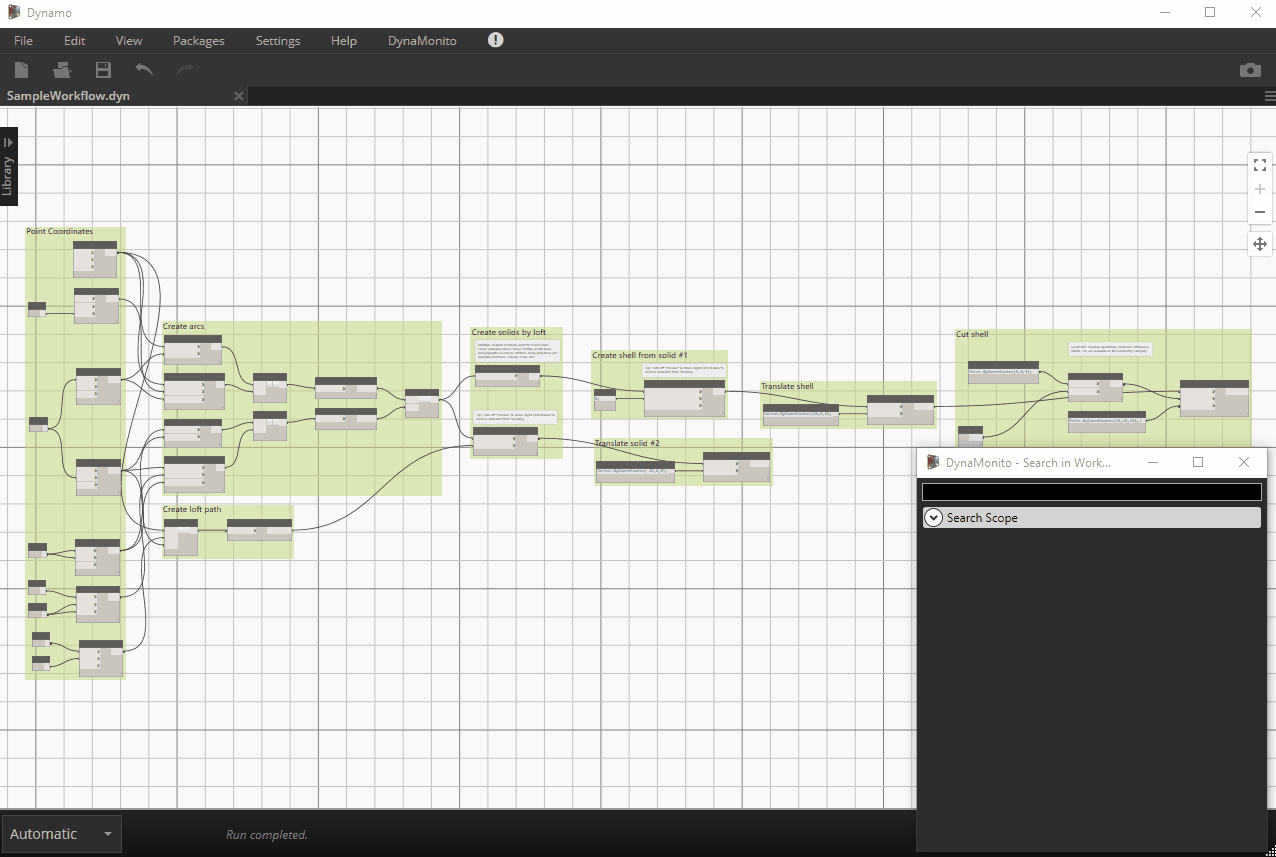 Dynamo
File Edit View Packages Settings Help DynaMonito
SampleWorkflow.dyn
Library
Point Coordinates
Create arcs
Create loft path
Create solids by loft
Create shell from solid #1
Translate solid #2
Translate shell
Cut shell
DynaMonito - Search in Work...
Search Scope
Automatic
Run completed.